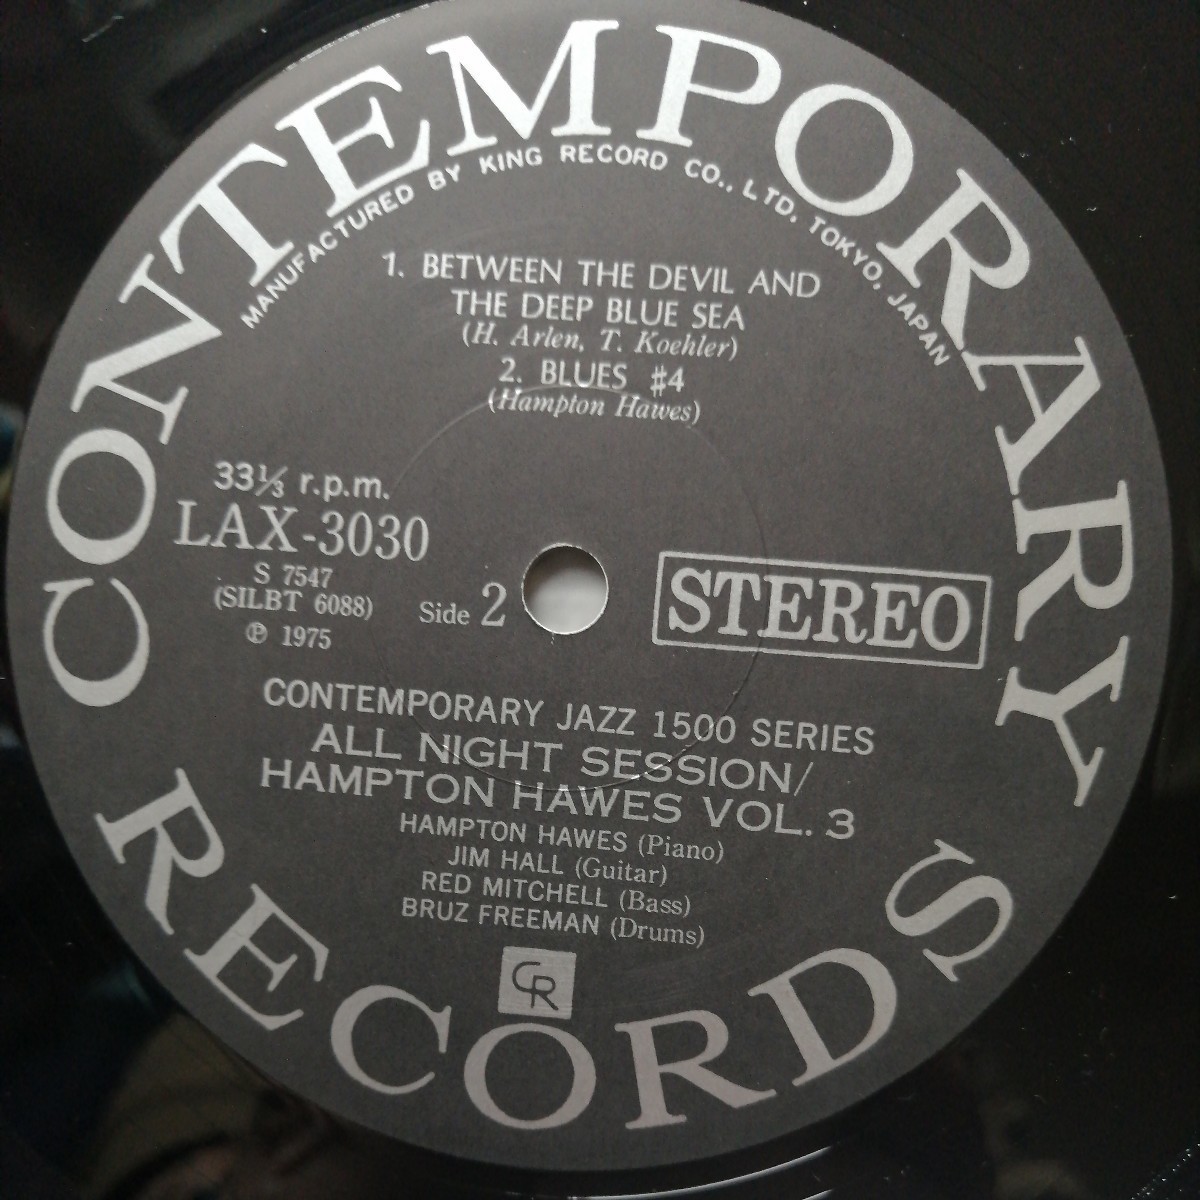 CONTEMPORARY
MANUFACTURED BY KING RECORD CO., LTD. TOKYO, JAPAN
1. BETWEEN THE DEVIL AND
THE DEEP BLUE SEA
(H. Arlen, T. Koehler)
2. BLUES #4
(Hampton Hawes)
33⅓ r.p.m.
LAX-3030
S 7547
(SILBT 6088)
℗ 1975
Side 2
STEREO
CONTEMPORARY JAZZ 1500 SERIES
ALL NIGHT SESSION/
HAMPTON HAWES VOL. 3
HAMPTON HAWES (Piano)
JIM HALL (Guitar)
RED MITCHELL (Bass)
BRUZ FREEMAN (Drums)
CR
RECORDS